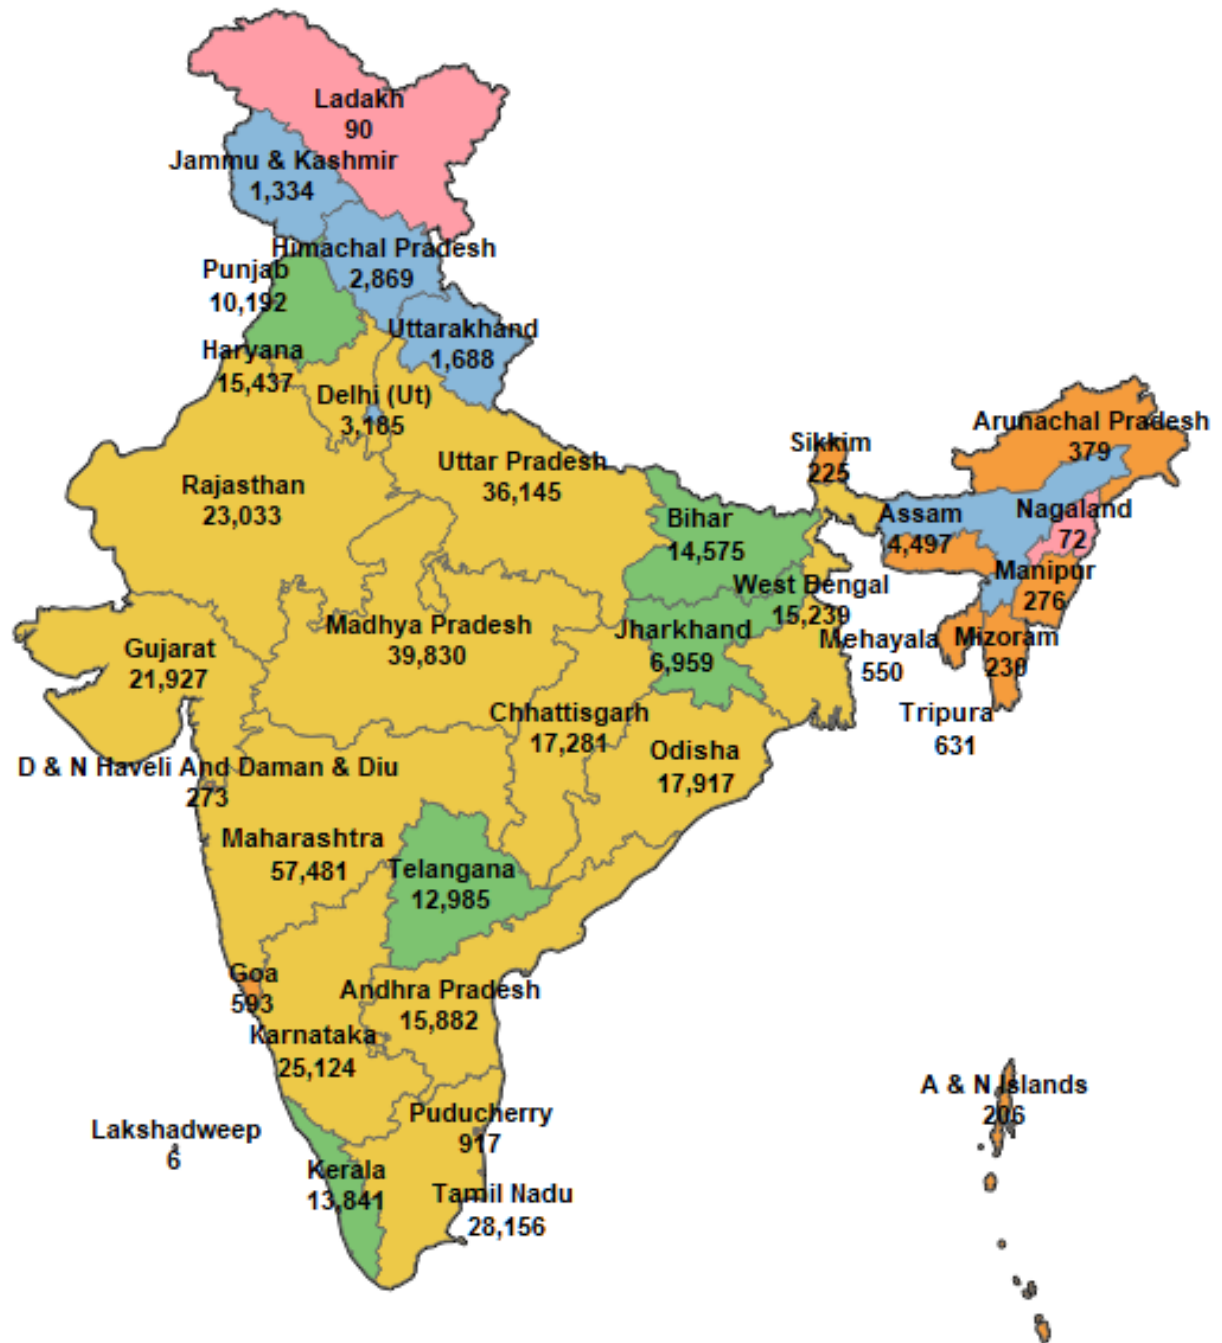 Ladakh
90
Jammu & Kashmir
1,334
Himachal Pradesh
2,869
Punjab
10,192
Uttarakhand
1,688
Haryana
15,437
Delhi (Ut)
3,185
Arunachal Pradesh
379
Sikkim
225
Uttar Pradesh
36,145
Rajasthan
23,033
Bihar
14,575
Assam
4,497
Nagaland
72
Manipur
276
West Bengal
15,239
Madhya Pradesh
39,830
Jharkhand
6,959
Mehayala
550
Mizoram
230
Gujarat
21,927
Chhattisgarh
17,281
Tripura
631
Odisha
17,917
D & N Haveli And Daman & Diu
273
Maharashtra
57,481
Telangana
12,985
Goa
593
Andhra Pradesh
15,882
Karnataka
25,124
A & N Islands
206
Puducherry
917
Lakshadweep
6
Kerala
13,841
Tamil Nadu
28,156